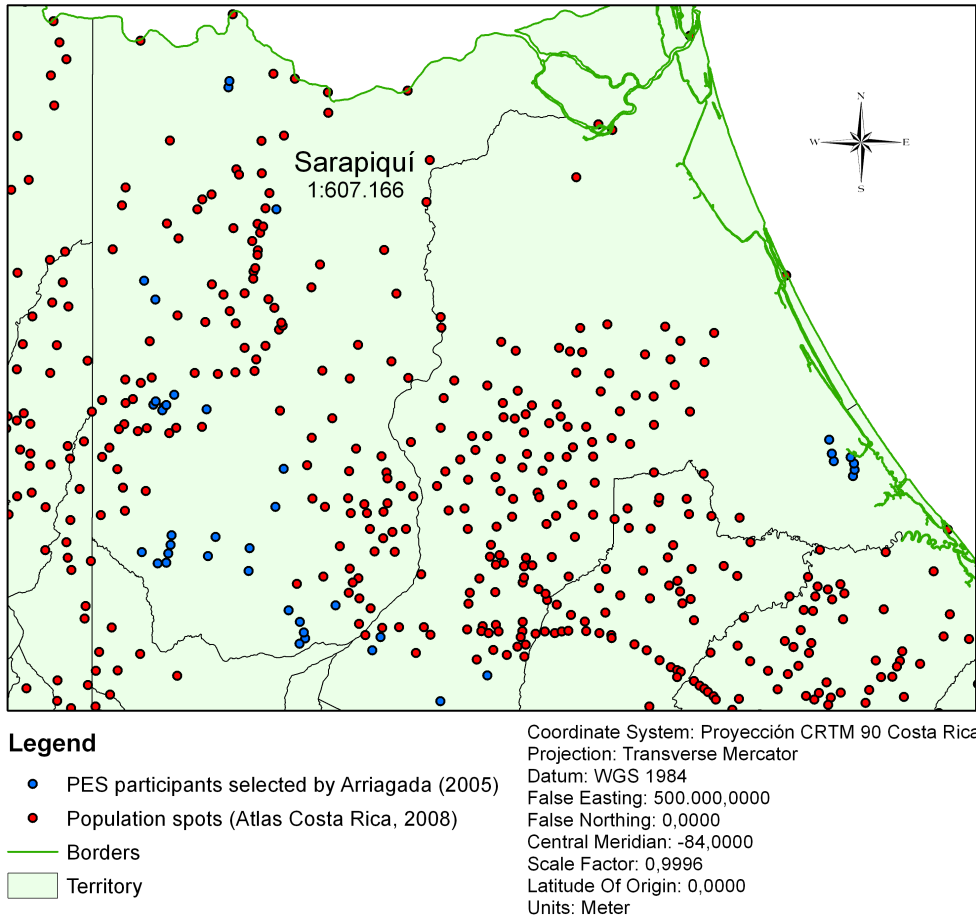 N
W E
S
Sarapiquí
1:607.166
Legend
PES participants selected by Arriagada (2005)
Population spots (Atlas Costa Rica, 2008)
Borders
Territory
Coordinate System: Proyección CRTM 90 Costa Rica
Projection: Transverse Mercator
Datum: WGS 1984
False Easting: 500.000,0000
False Northing: 0,0000
Central Meridian: -84,0000
Scale Factor: 0,9996
Latitude Of Origin: 0,0000
Units: Meter